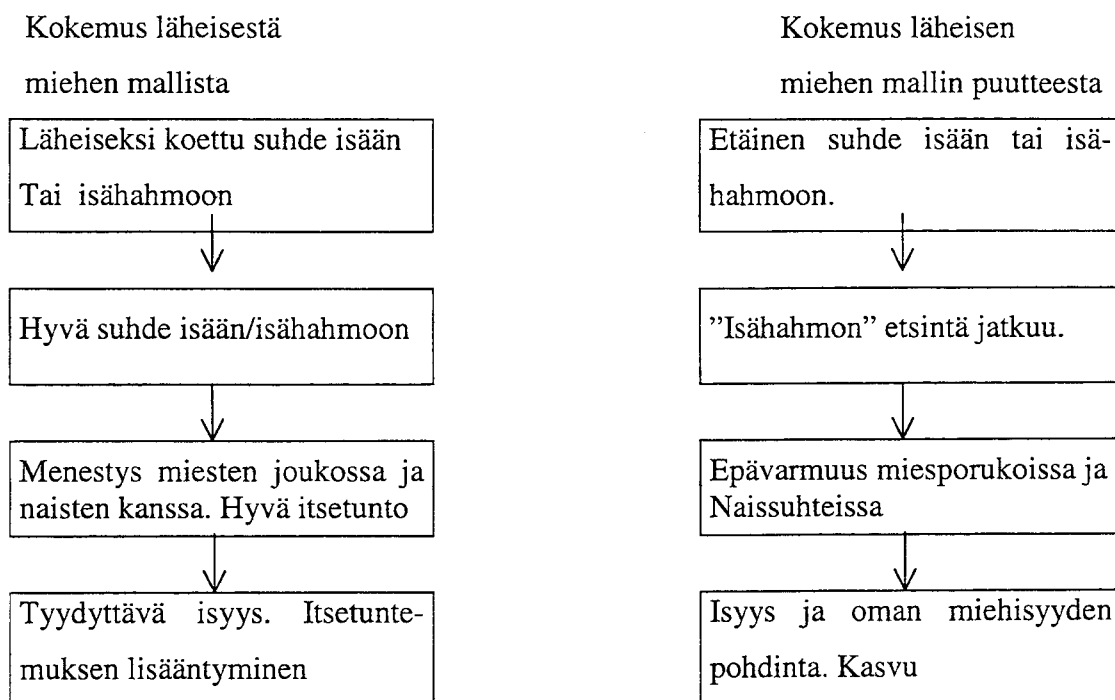 Kokemus läheisestä
miehen mallista
Läheiseksi koettu suhde isään
Tai isähahmoon
Hyvä suhde isään/isähahmoon
Menestys miesten joukossa ja
naisten kanssa. Hyvä itsetunto
Tyydyttävä isyys. Itsetunte-
muksen lisääntyminen
Kokemus läheisen
miehen mallin puutteesta
Etäinen suhde isään tai isä-
hahmoon.
”Isähahmon” etsintä jatkuu.
Epävarmuus miesporukoissa ja
Naissuhteissa
Isyys ja oman miehisyyden
pohdinta. Kasvu